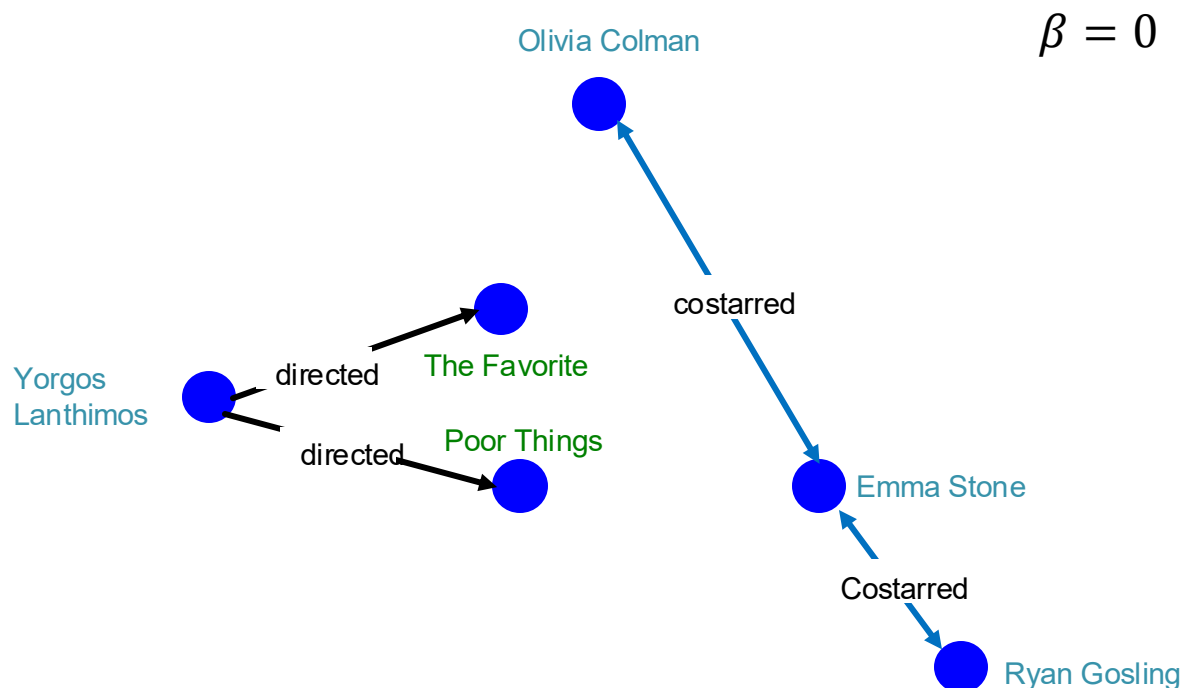 β = 0
Olivia Colman
costarred
The Favorite
directed
Yorgos
Lanthimos
Poor Things
directed
Emma Stone
Costarred
Ryan Gosling